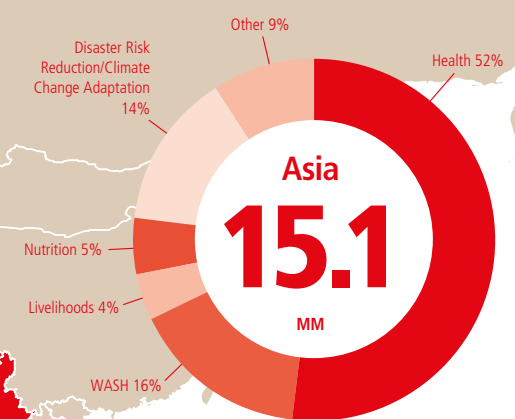 Other 9%
Disaster Risk
Reduction/Climate
Change Adaptation
14%
Health 52%
Asia
15.1
MM
Nutrition 5%
Livelihoods 4%
WASH 16%